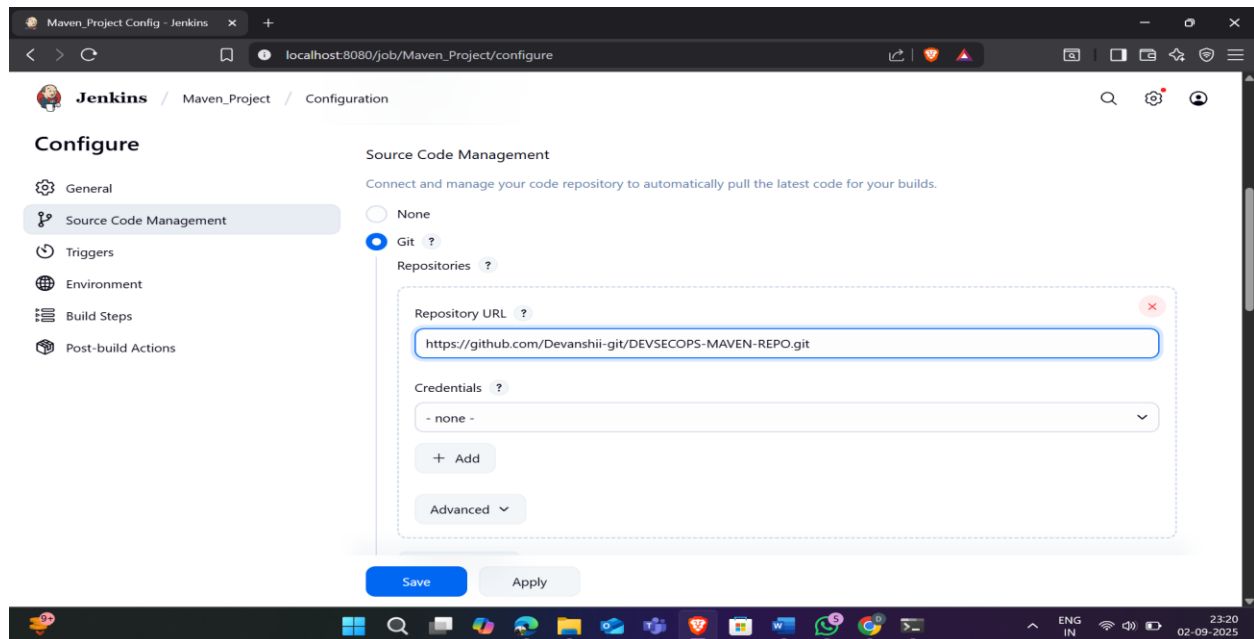 Maven_Project Config - Jenkins
localhost:8080/job/Maven_Project/configure
Jenkins / Maven_Project / Configuration
Configure
General
Source Code Management
Triggers
Environment
Build Steps
Post-build Actions
Source Code Management
Connect and manage your code repository to automatically pull the latest code for your builds.
None
Git ?
Repositories ?
Repository URL ?
https://github.com/Devanshii-git/DEVSECOPS-MAVEN-REPO.git
Credentials ?
- none -
+ Add
Advanced
Save Apply
9+
5
ENG
IN
23:20
02-09-2025